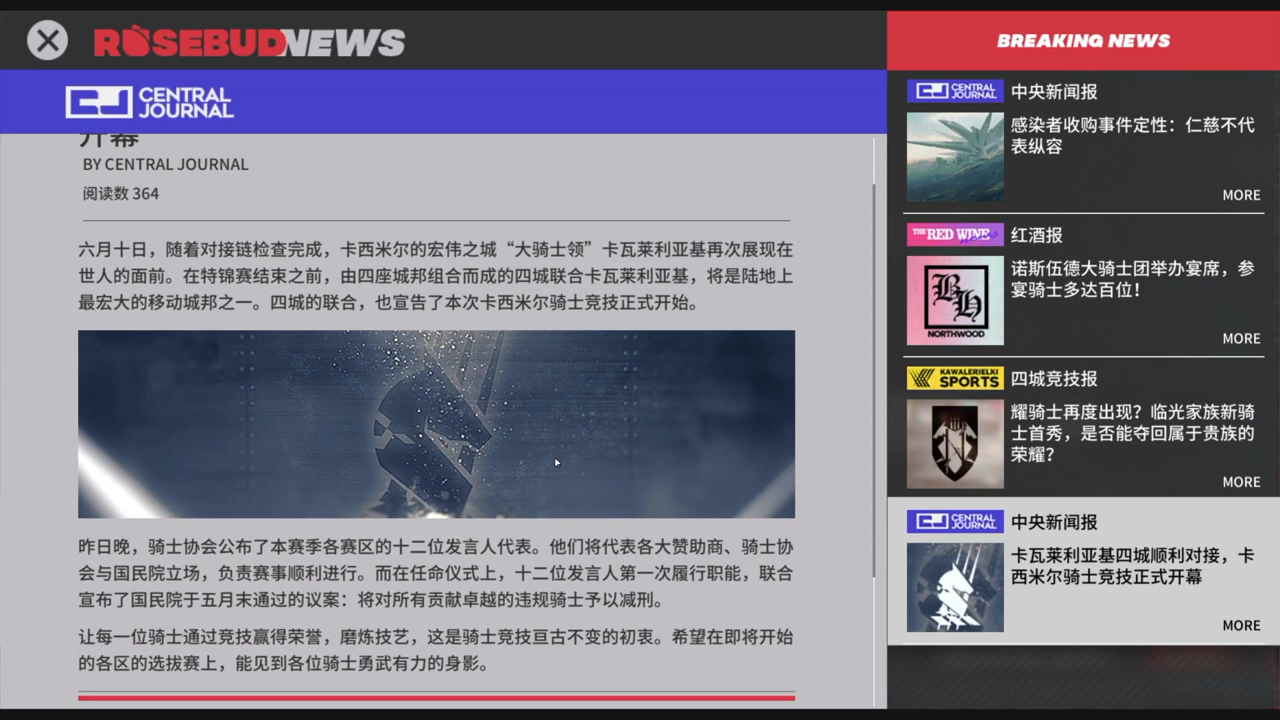 ROSEBUDNEWS
CENTRAL
JOURNAL
开幕
BY CENTRAL JOURNAL
阅读数 364
六月十日，随着对接链检查完成，卡西米尔的宏伟之城“大骑士领”卡瓦莱利亚基再次展现在
世人的面前。在特锦赛结束之前，由四座城邦组合而成的四城联合卡瓦莱利亚基，将是陆地上
最宏大的移动城邦之一。四城的联合，也宣告了本次卡西米尔骑士竞技正式开始。
昨日晚，骑士协会公布了本赛季各赛区的十二位发言人代表。他们将代表各大赞助商、骑士协
会与国民院立场，负责赛事顺利进行。而在任命仪式上，十二位发言人第一次履行职能，联合
宣布了国民院于五月末通过的议案：将对所有贡献卓越的违规骑士予以减刑。
让每一位骑士通过竞技赢得荣誉，磨炼技艺，这是骑士竞技亘古不变的初衷。希望在即将开始
的各区的选拔赛上，能见到各位骑士勇武有力的身影。
BREAKING NEWS
CENTRAL
JOURNAL
中央新闻报
感染者收购事件定性：仁慈不代
表纵容
MORE
THE RED WINE
红酒报
诺斯伍德大骑士团举办宴席，参
宴骑士多达百位！
BH
NORTHWOOD
MORE
KAWALERIELKI
SPORTS
四城竞技报
耀骑士再度出现？临光家族新骑
士首秀，是否能夺回属于贵族的
荣耀？
N
MORE
CENTRAL
JOURNAL
中央新闻报
卡瓦莱利亚基四城顺利对接，卡
西米尔骑士竞技正式开幕
MORE